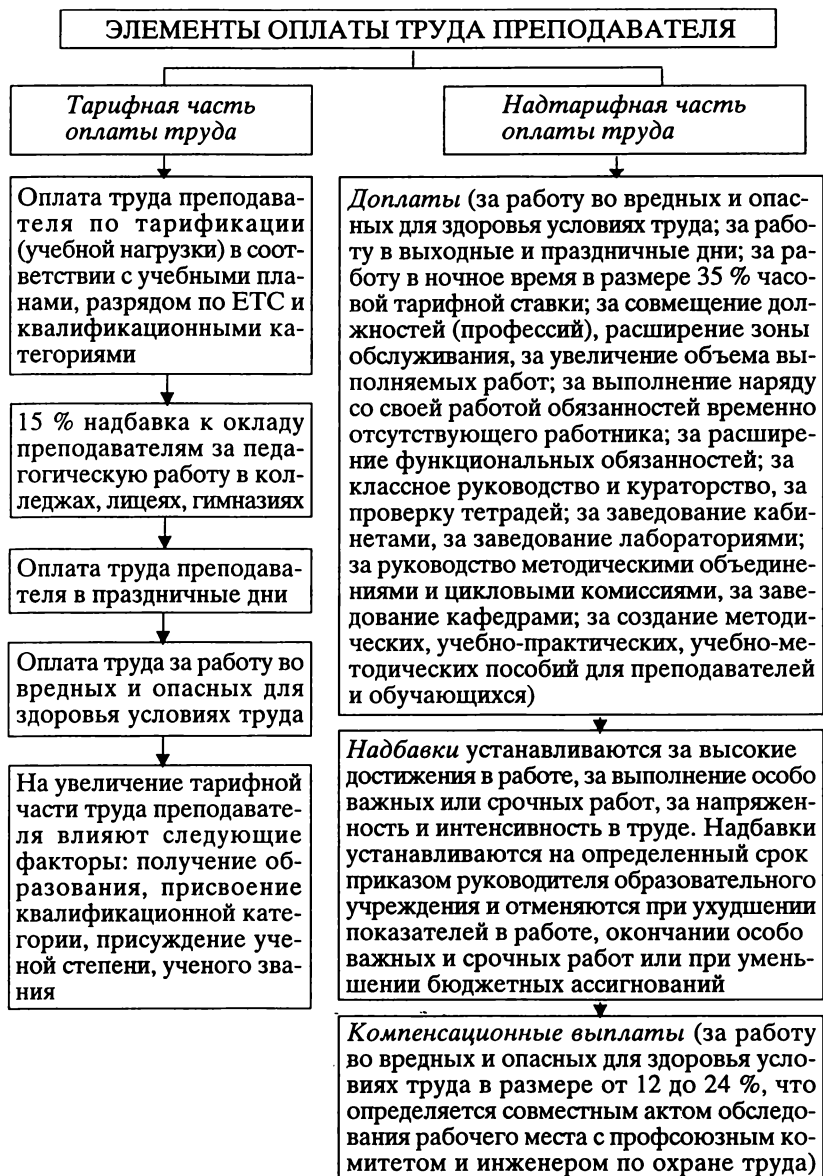 ЭЛЕМЕНТЫ ОПЛАТЫ ТРУДА ПРЕПОДАВАТЕЛЯ
Тарифная часть
оплаты труда
Оплата труда преподава-
теля по тарификации
(учебной нагрузки) в соот-
ветствии с учебными пла-
нами, разрядом по ЕТС и
квалификационными ка-
тегориями
15 % надбавка к окладу
преподавателям за педа-
гогическую работу в кол-
леджах, лицеях, гимназиях
Оплата труда преподава-
теля в праздничные дни
Оплата труда за работу во
вредных и опасных для
здоровья условиях труда
На увеличение тарифной
части труда преподавате-
ля влияют следующие
факторы: получение об-
разования, присвоение
квалификационной кате-
гории, присуждение уче-
ной степени, ученого зва-
ния
Надтарифная часть
оплаты труда
Доплаты (за работу во вредных и опас-
ных для здоровья условиях труда; за рабо-
ту в выходные и праздничные дни; за ра-
боту в ночное время в размере 35 % часо-
вой тарифной ставки; за совмещение дол-
жностей (профессий), расширение зоны
обслуживания, за увеличение объема вы-
полняемых работ; за выполнение наряду
со своей работой обязанностей временно
отсутствующего работника; за расшире-
ние функциональных обязанностей; за
классное руководство и кураторство, за
проверку тетрадей; за заведование каби-
нетами, за заведование лабораториями;
за руководство методическими объедине-
ниями и цикловыми комиссиями, за заве-
дование кафедрами; за создание методи-
ческих, учебно-практических, учебно-ме-
тодических пособий для преподавателей
и обучающихся)
Надбавки устанавливаются за высокие
достижения в работе, за выполнение особо
важных или срочных работ, за напряжен-
ность и интенсивность в труде. Надбавки
устанавливаются на определенный срок
приказом руководителя образовательного
учреждения и отменяются при ухудшении
показателей в работе, окончании особо
важных и срочных работ или при умень-
шении бюджетных ассигнований
Компенсационные выплаты (за работу
во вредных и опасных для здоровья усло-
виях труда в размере от 12 до 24 %, что
определяется совместным актом обследо-
вания рабочего места с профсоюзным ко-
митетом и инженером по охране труда)